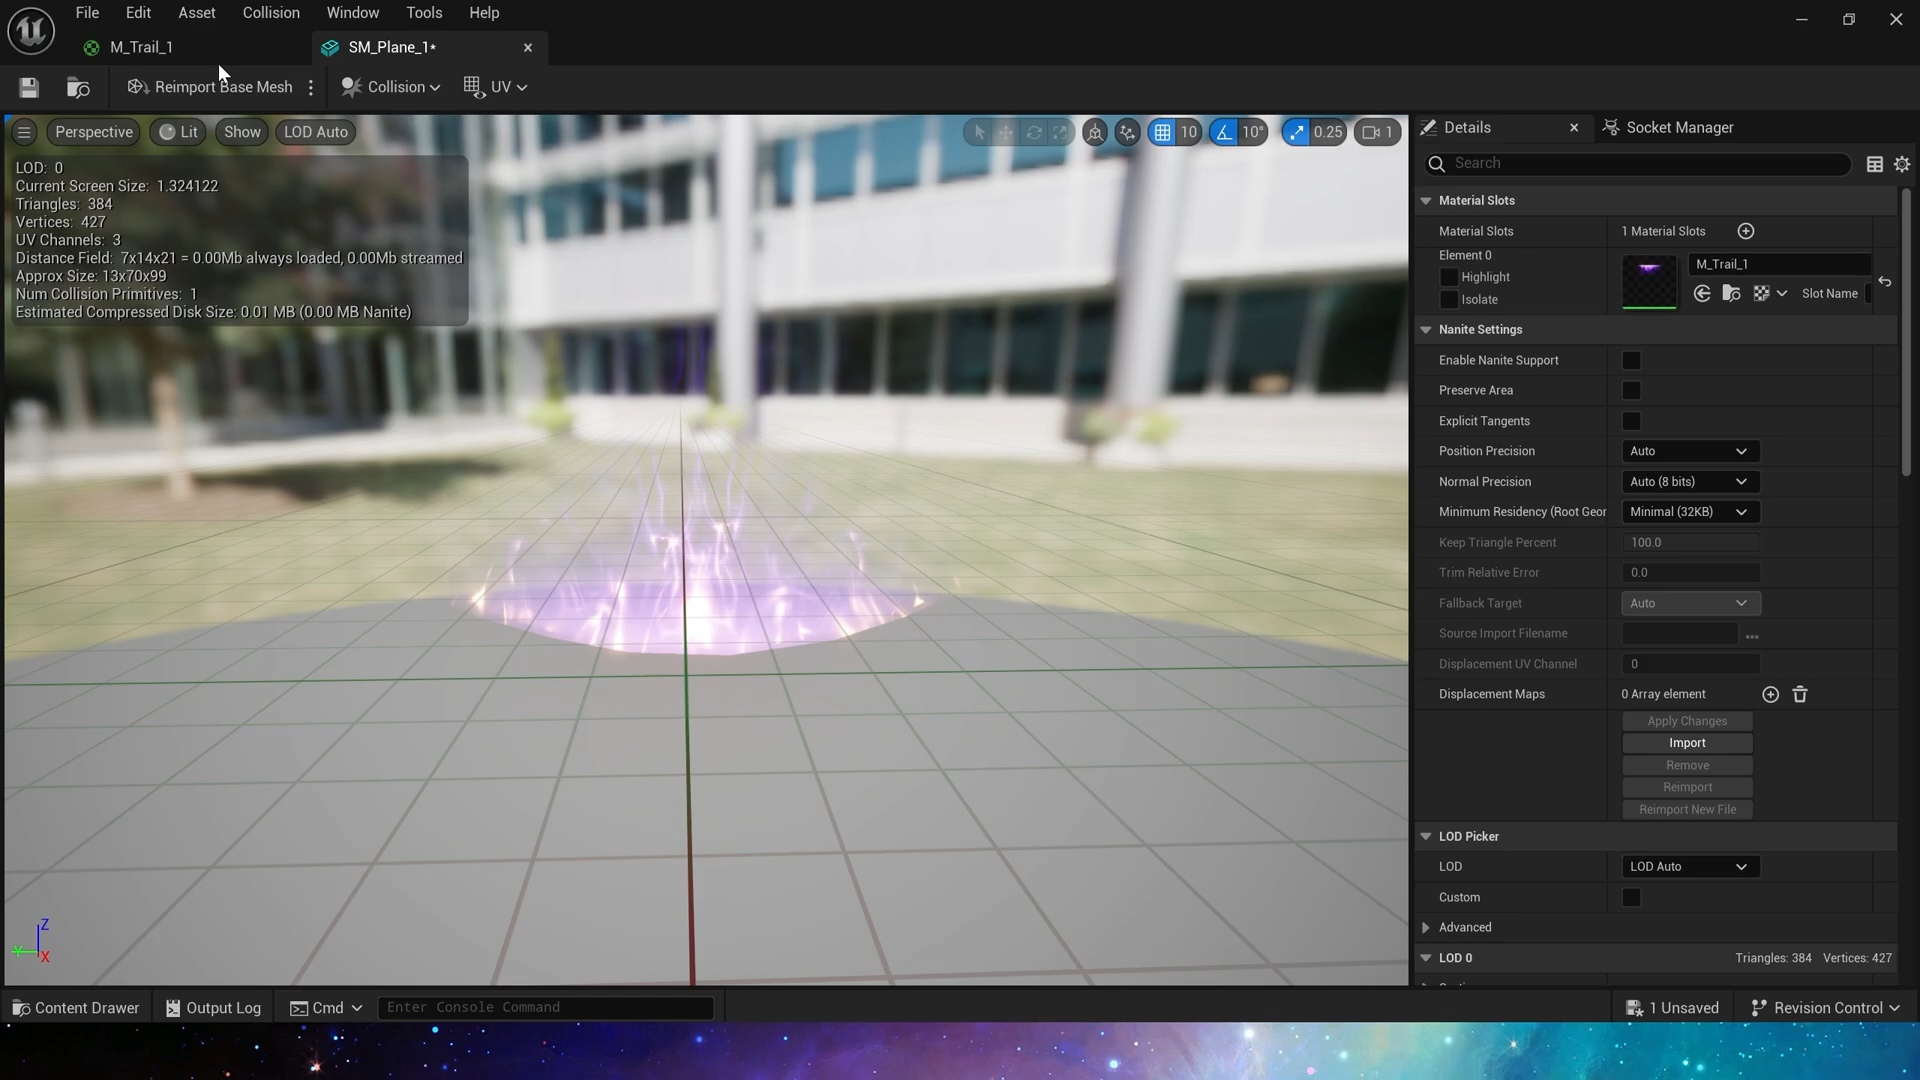 File Edit Asset Collision Window Tools Help
M_Trail_1
SM_Plane_1*
Reimport Base Mesh
Collision
UV
Perspective
Lit
Show
LOD Auto
10
10°
0.25
1
LOD: 0
Current Screen Size: 1.324122
Triangles: 384
Vertices: 427
UV Channels: 3
Distance Field: 7x14x21 = 0.00Mb always loaded, 0.00Mb streamed
Approx Size: 13x70x99
Num Collision Primitives: 1
Estimated Compressed Disk Size: 0.01 MB (0.00 MB Nanite)
Z
Y
X
Details
Socket Manager
Search
Material Slots
Material Slots 1 Material Slots
Element 0
Highlight
Isolate
M_Trail_1
Slot Name
Nanite Settings
Enable Nanite Support
Preserve Area
Explicit Tangents
Position Precision Auto
Normal Precision Auto (8 bits)
Minimum Residency (Root Geor Minimal (32KB)
Keep Triangle Percent 100.0
Trim Relative Error 0.0
Fallback Target Auto
Source Import Filename ...
Displacement UV Channel 0
Displacement Maps 0 Array element
Apply Changes
Import
Remove
Reimport
Reimport New File
LOD Picker
LOD LOD Auto
Custom
Advanced
LOD 0 Triangles: 384 Vertices: 427
Content Drawer
Output Log
Cmd
Enter Console Command
1 Unsaved
Revision Control